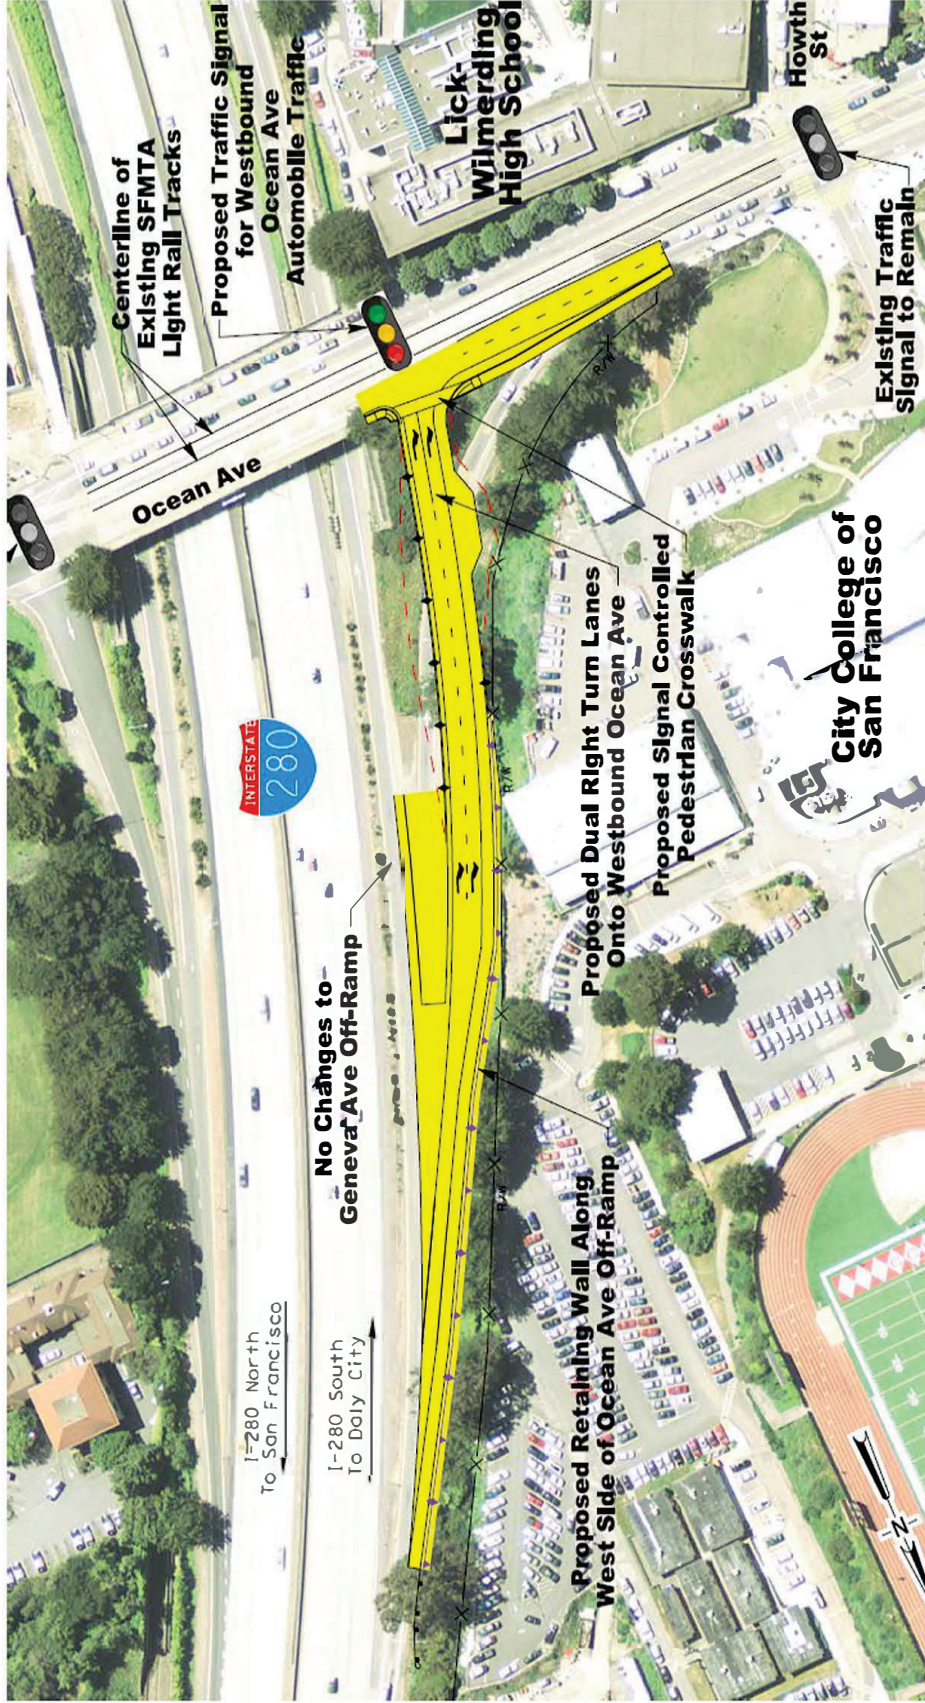 Centerline of
Existing SFMTA
Light Rail Tracks
Proposed Traffic Signal
for Westbound
Ocean Ave
Automobile Traffic
Lick-
Wilmerding
High School
Howth
St
Ocean Ave
Existing Traffic
Signal to Remain
INTERSTATE
280
No Changes to
Geneva Ave Off-Ramp
I-280 North
To San Francisco
I-280 South
To Daly City
R/W
R/W
R/W
Proposed Dual Right Turn Lanes
Onto Westbound Ocean Ave
Proposed Signal Controlled
Pedestrian Crosswalk
City College of
San Francisco
Proposed Retaining Wall Along
West Side of Ocean Ave Off-Ramp
N